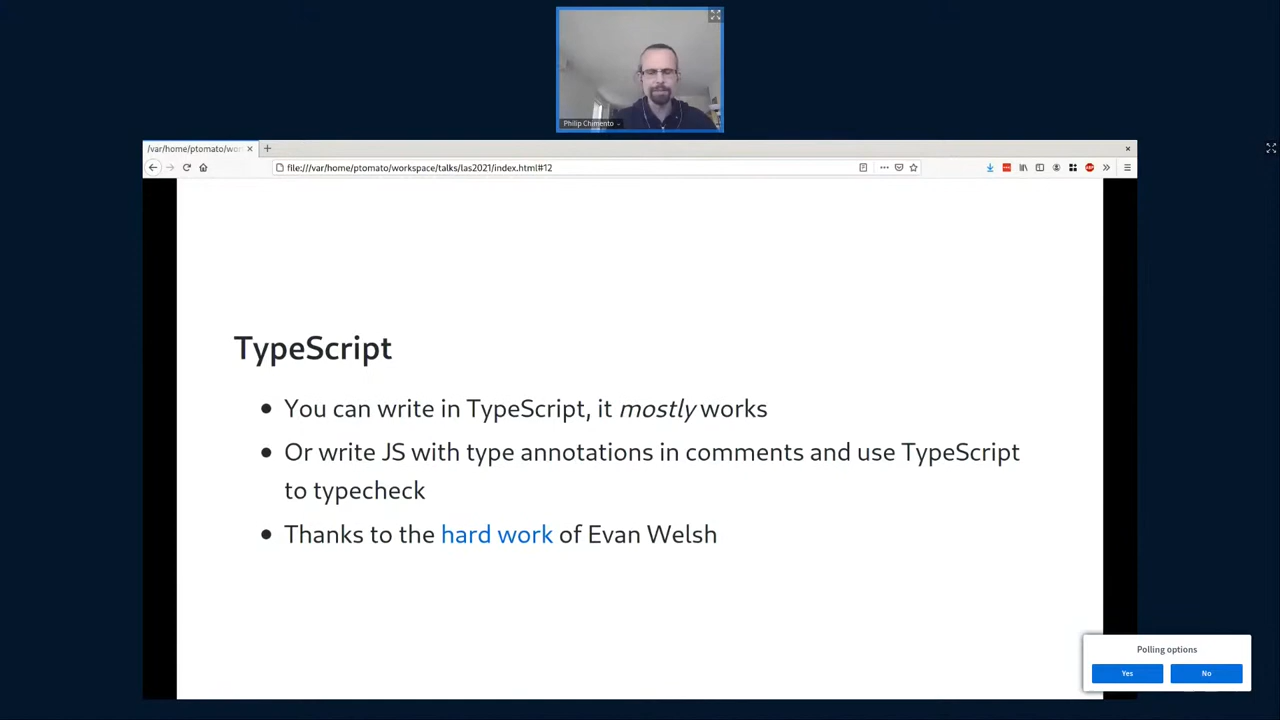 Philip Chimento
/var/home/ptomato/wor
file:///var/home/ptomato/workspace/talks/las2021/index.html#12
TypeScript
You can write in TypeScript, it mostly works
Or write JS with type annotations in comments and use TypeScript
to typecheck
Thanks to the hard work of Evan Welsh
Polling options
Yes No